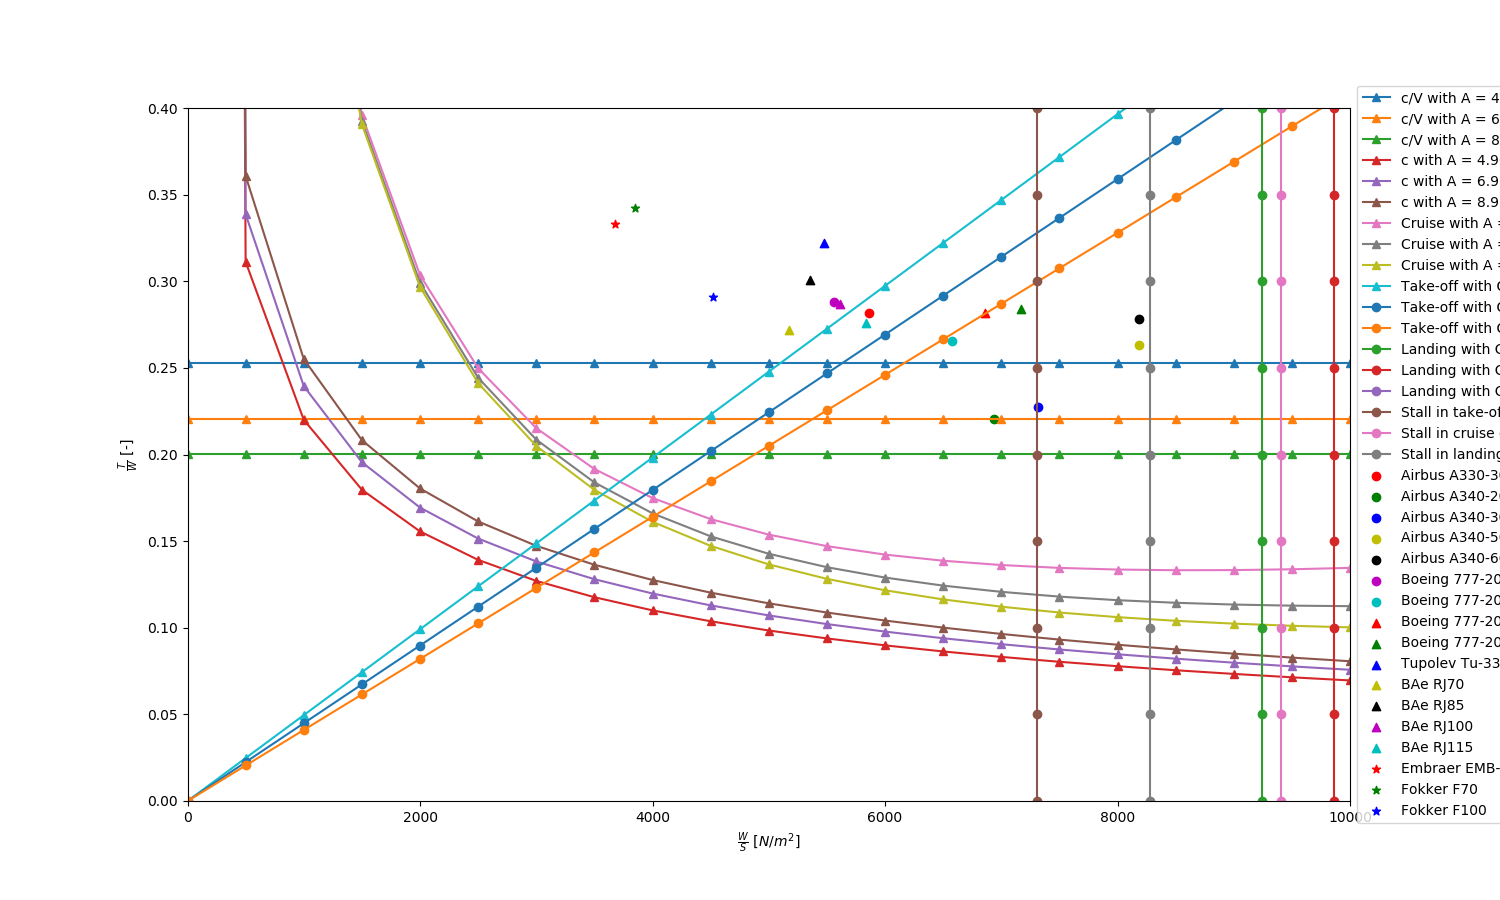 0.40
0.35
0.30
0.25
0.20
0.15
0.10
0.05
0.00
T/W [-]
0
2000
4000
6000
8000
10000
W/S [N/m²]
c/V with A = 4
c/V with A = 6
c/V with A = 8
c with A = 4.9
c with A = 6.9
c with A = 8.9
Cruise with A =
Cruise with A =
Cruise with A =
Take-off with
Take-off with
Take-off with
Landing with
Landing with
Landing with
Stall in take-of
Stall in cruise
Stall in landing
Airbus A330-3
Airbus A340-2
Airbus A340-3
Airbus A340-5
Airbus A340-6
Boeing 777-20
Boeing 777-20
Boeing 777-20
Boeing 777-20
Tupolev Tu-33
BAe RJ70
BAe RJ85
BAe RJ100
BAe RJ115
Embraer EMB-
Fokker F70
Fokker F100